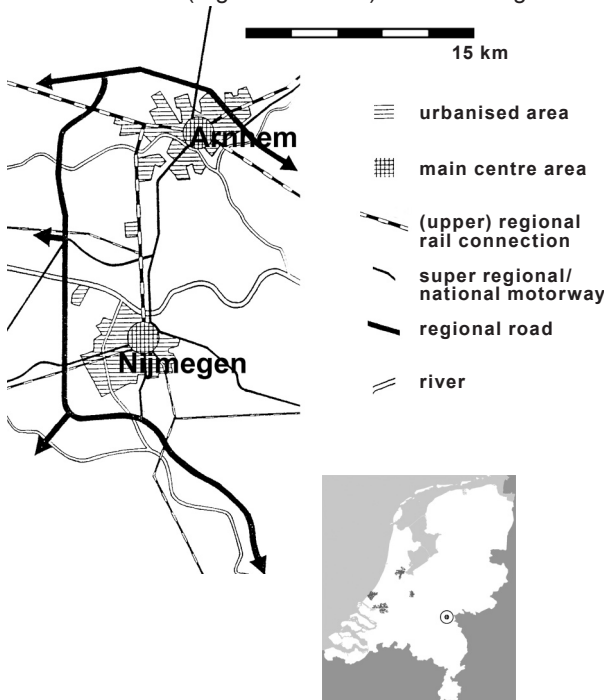 15 km
Arnhem
Nijmegen
urbanised area
main centre area
(upper) regional
rail connection
super regional/
national motorway
regional road
river